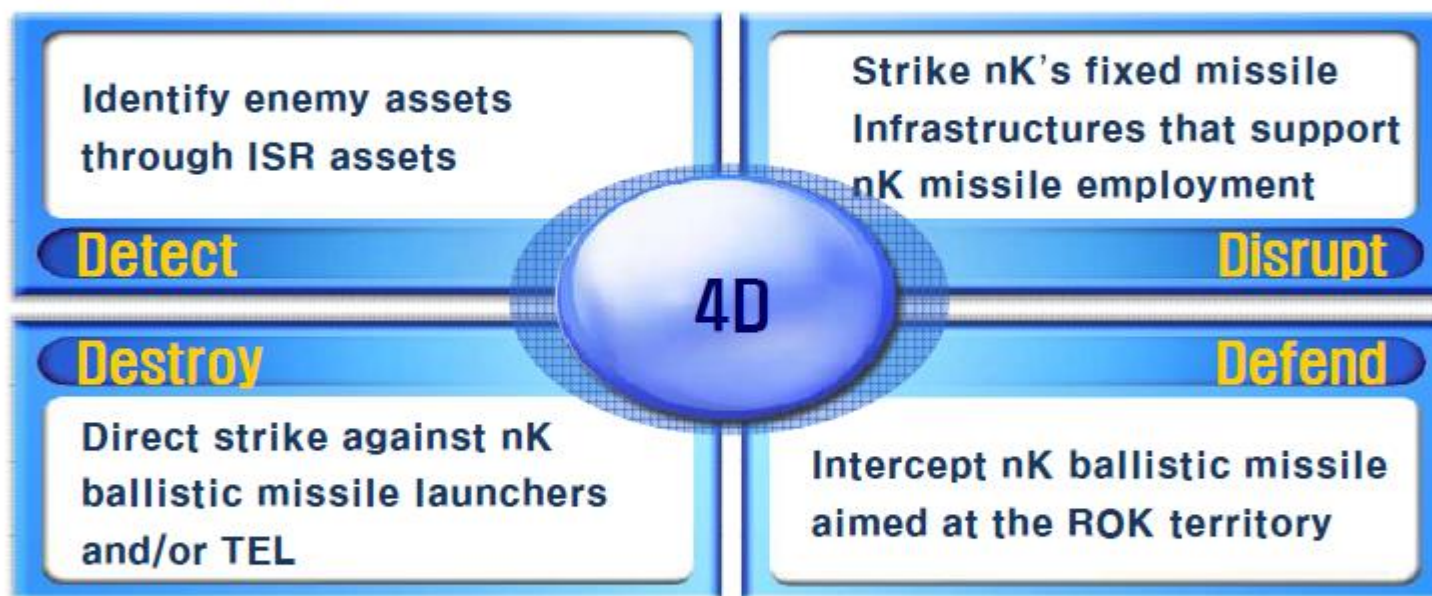 Identify enemy assets
through ISR assets
Detect
Strike nK's fixed missile
Infrastructures that support
nK missile employment
Disrupt
4D
Destroy
Direct strike against nK
ballistic missile launchers
and/or TEL
Defend
Intercept nK ballistic missile
aimed at the ROK territory